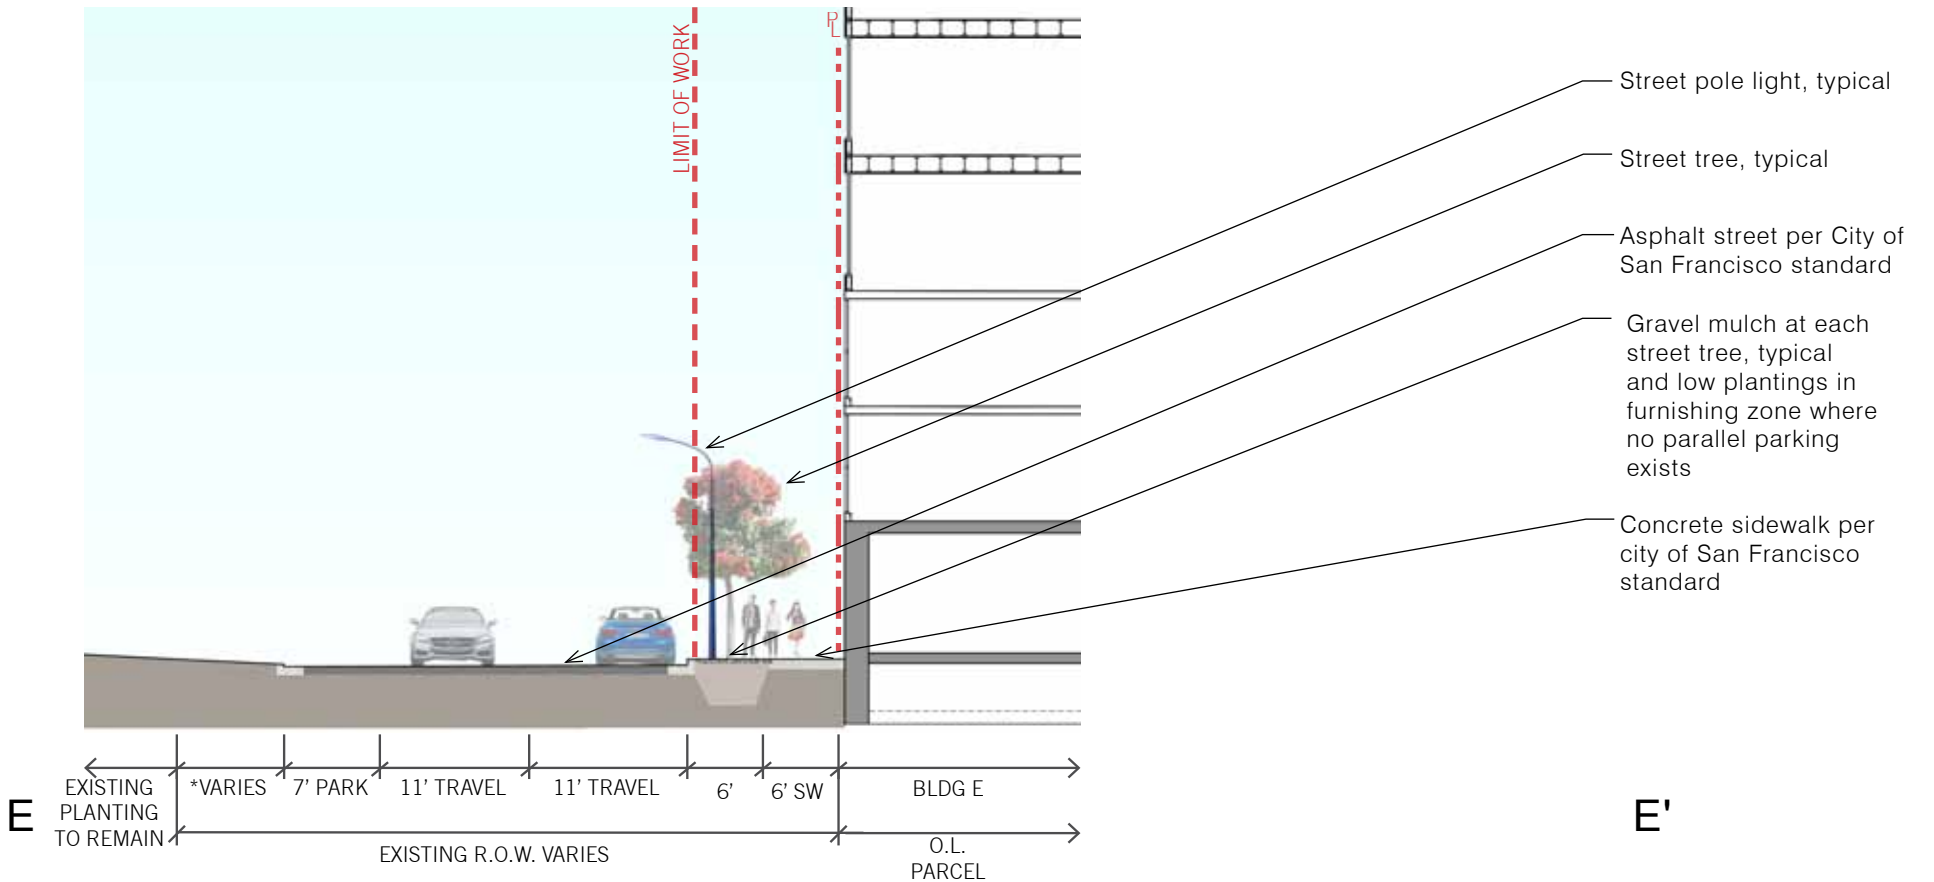 LIMIT OF WORK
PL
Street pole light, typical
Street tree, typical
Asphalt street per City of
San Francisco standard
Gravel mulch at each
street tree, typical
and low plantings in
furnishing zone where
no parallel parking
exists
Concrete sidewalk per
city of San Francisco
standard
E
EXISTING
PLANTING
TO REMAIN
*VARIES
7’ PARK
11’ TRAVEL
11’ TRAVEL
6’
6’ SW
BLDG E
E'
EXISTING R.O.W. VARIES
O.L.
PARCEL